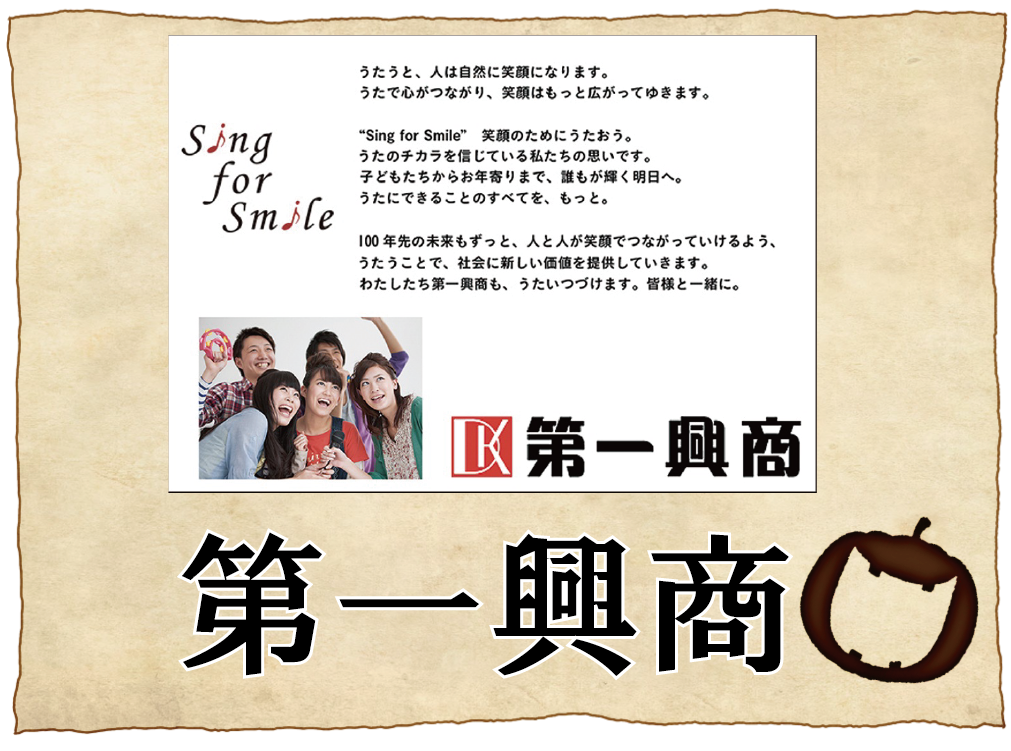 Sing
for
Smile
うたうと、人は自然に笑顔になります。
うたで心がつながり、笑顔はもっと広がってゆきます。
“Sing for Smile” 笑顔のためにうたおう。
うたのチカラを信じている私たちの思いです。
子どもたちからお年寄りまで、誰もが輝く明日へ。
うたにできることのすべてを、もっと。
100年先の未来もずっと、人と人が笑顔でつながっていけるよう、
うたうことで、社会に新しい価値を提供していきます。
わたしたち第一興商も、うたいつづけます。皆様と一緒に。
DK 第一興商
第一興商